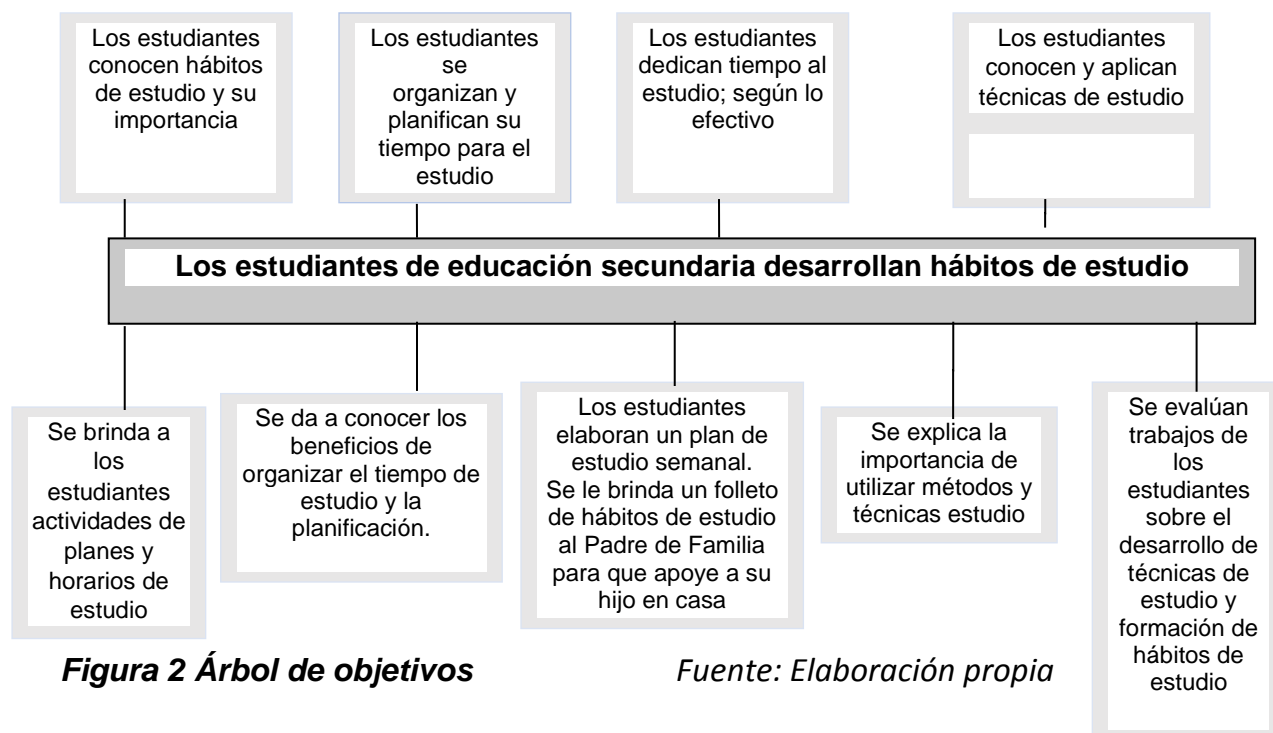 Los estudiantes
conocen hábitos
de estudio y su
importancia
Los estudiantes
se
organizan y
planifican su
tiempo para el
estudio
Los estudiantes
dedican tiempo al
estudio; según lo
efectivo
Los estudiantes
conocen y aplican
técnicas de estudio
Los estudiantes de educación secundaria desarrollan hábitos de estudio
Se brinda a
los
estudiantes
actividades de
planes y
horarios de
estudio
Se da a conocer los
beneficios de
organizar el tiempo de
estudio y la
planificación.
Los estudiantes
elaboran un plan de
estudio semanal.
Se le brinda un folleto
de hábitos de estudio
al Padre de Familia
para que apoye a su
hijo en casa
Se explica la
importancia de
utilizar métodos y
técnicas estudio
Se evalúan
trabajos de
los
estudiantes
sobre el
desarrollo de
técnicas de
estudio y
formación de
hábitos de
estudio
Figura 2 Árbol de objetivos
Fuente: Elaboración propia